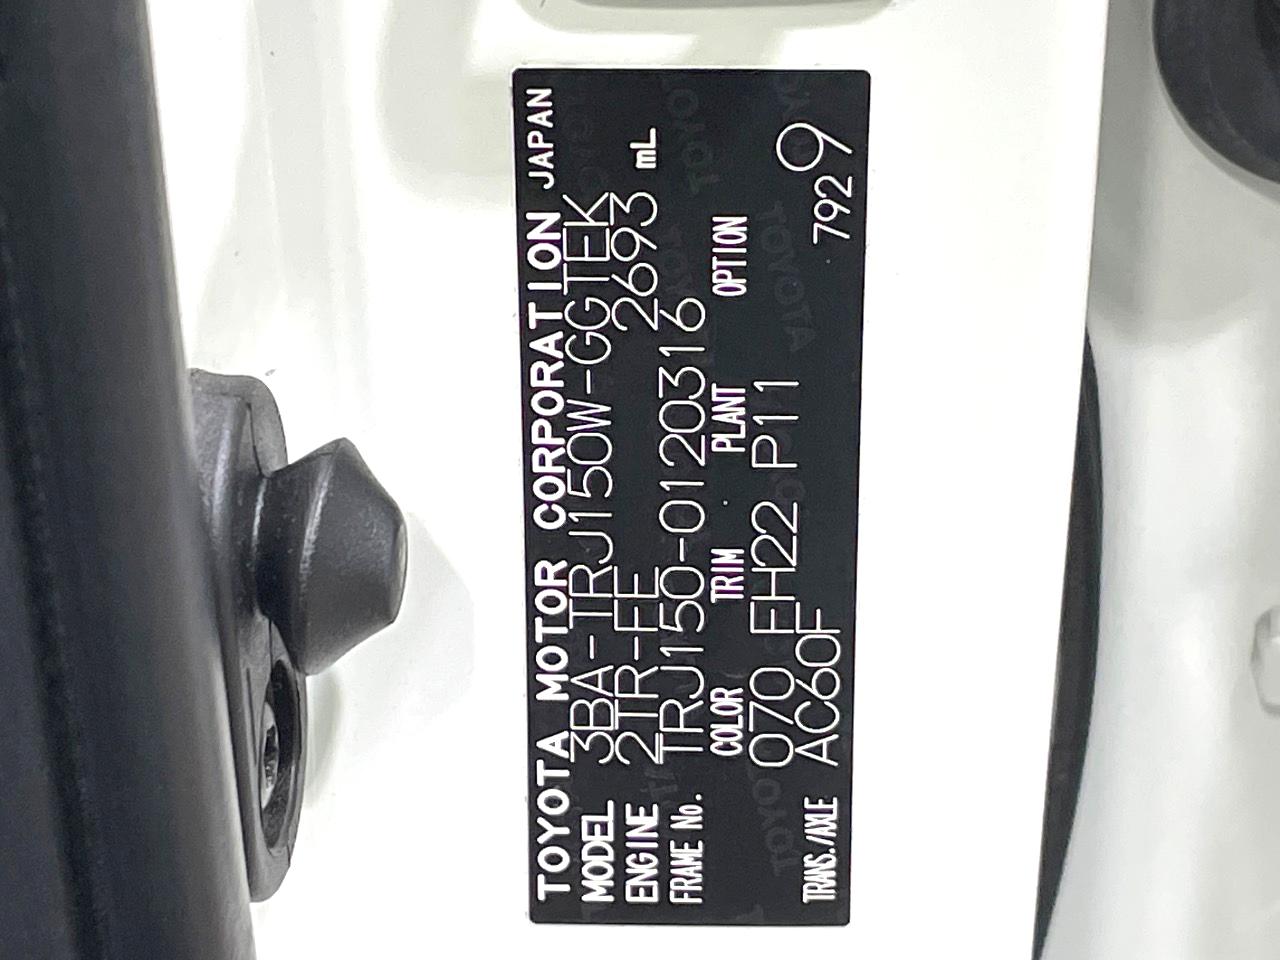 TOYOTA MOTOR CORPORATION JAPAN
MODEL 3BA-TRJ150W-GGTEK
ENGINE 2TR-FE 2693 mL
FRAME No. TRJ150-0120316
COLOR TRIM PLANT OPTION
070 FH22 P11 9
TRANS./AXLE AC60F 7929